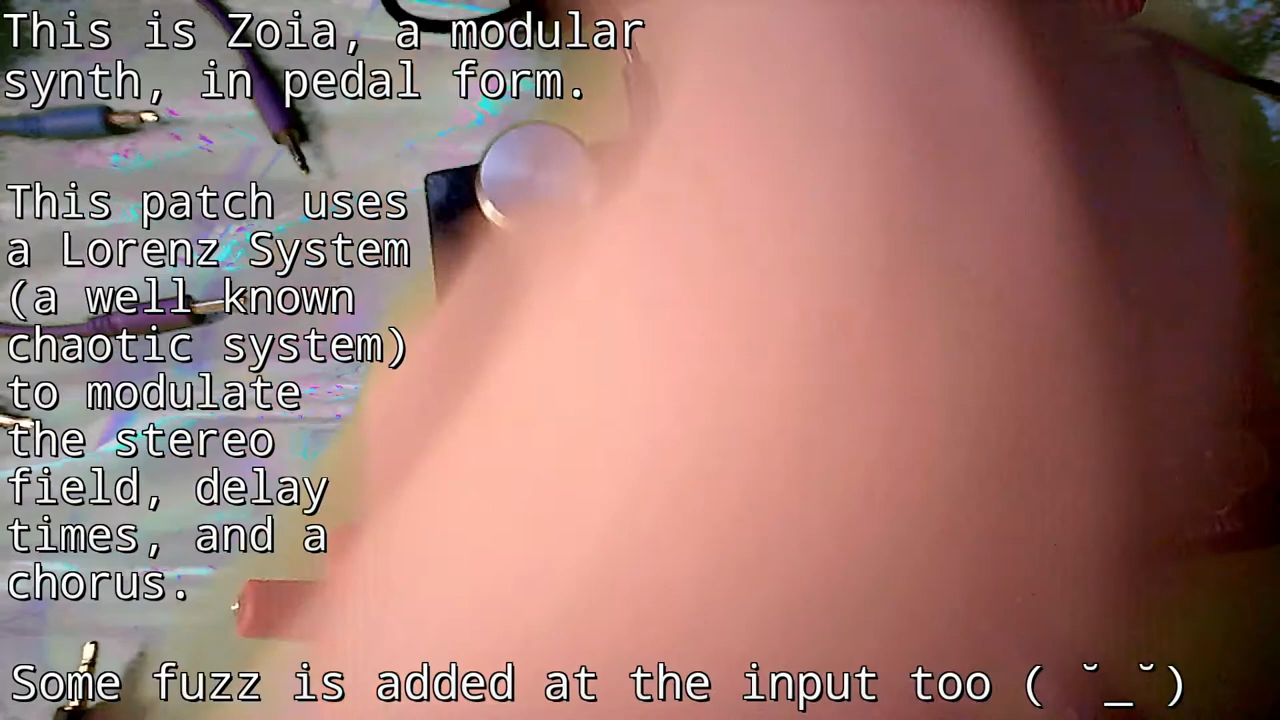 This is Zoia, a modular
synth, in pedal form.
This patch uses
a Lorenz System
(a well known
chaotic system)
to modulate
the stereo
field, delay
times, and a
chorus.
Some fuzz is added at the input too ( ˘_˘)